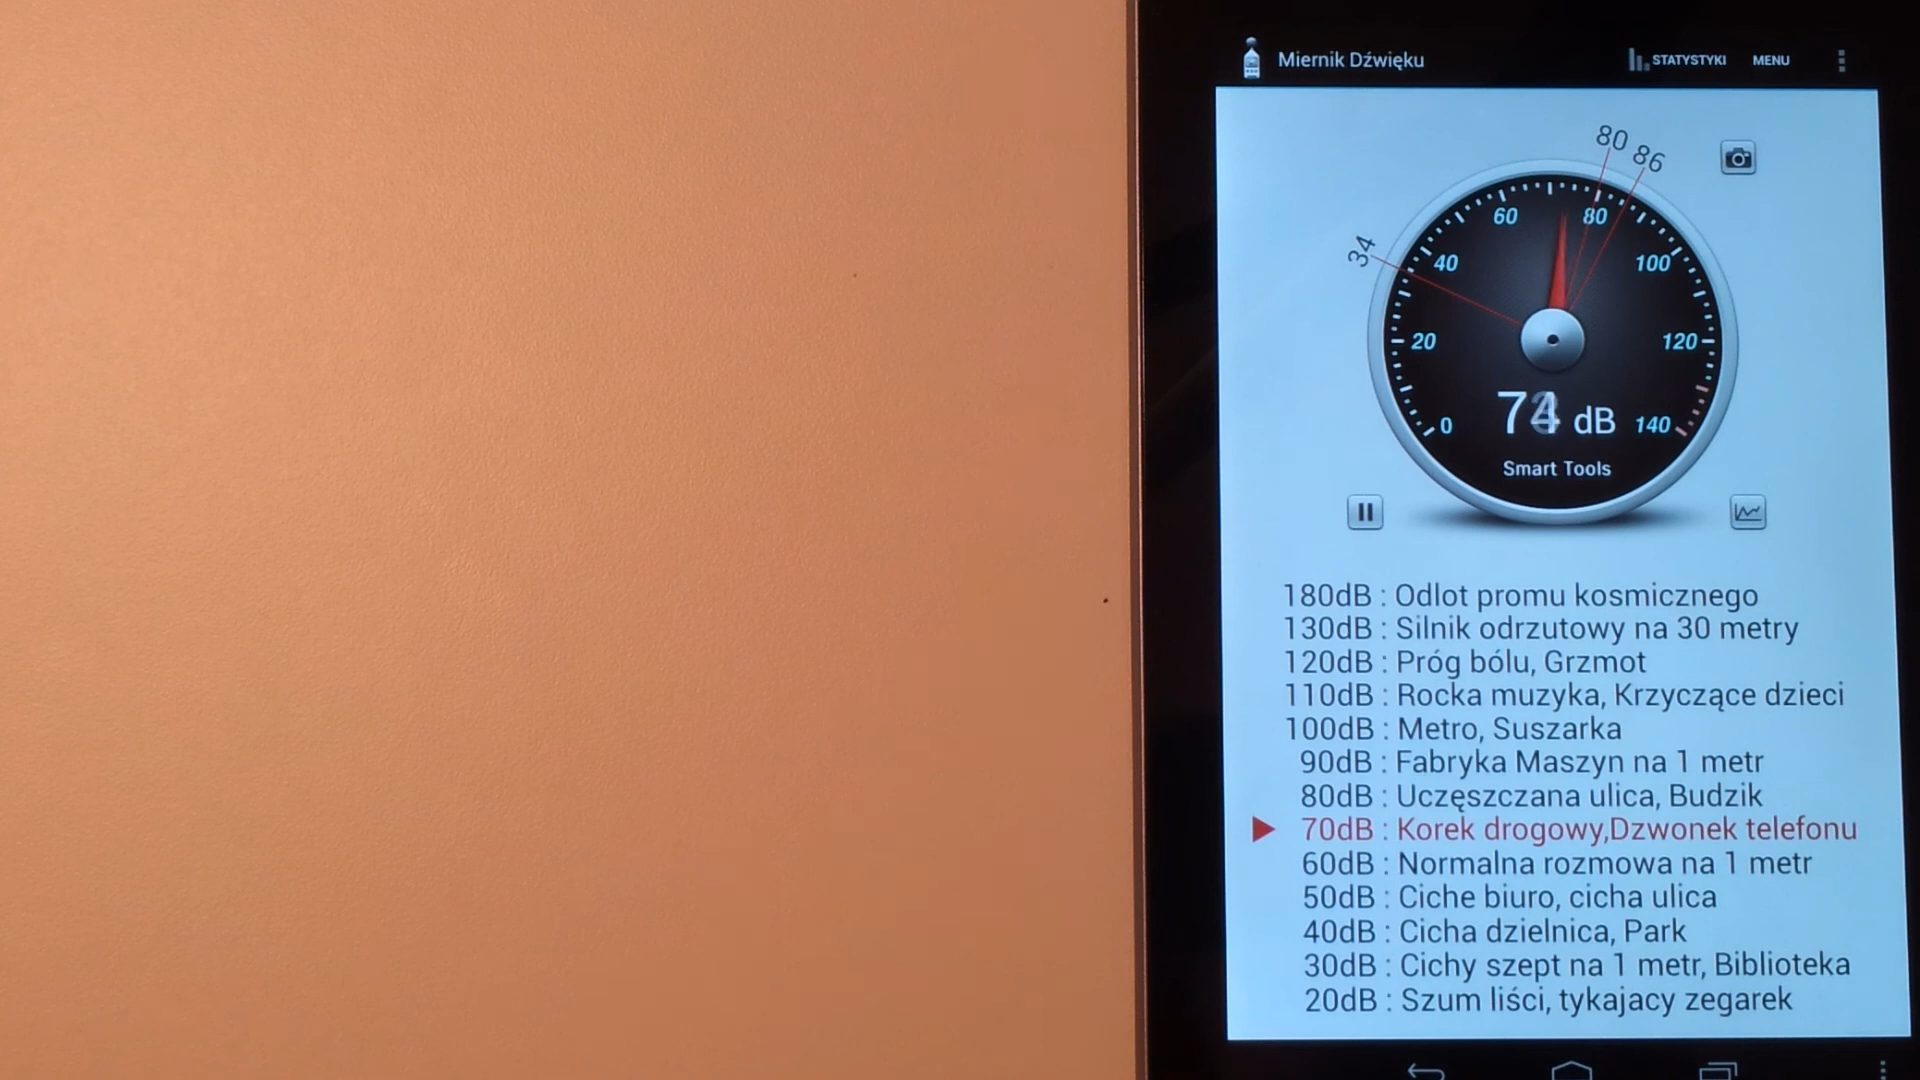 Miernik Dźwięku
STATYSTYKI MENU
80 86
34
60 80
40 100
20 120
0 140
74 dB
Smart Tools
180dB : Odlot promu kosmicznego
130dB : Silnik odrzutowy na 30 metry
120dB : Próg bólu, Grzmot
110dB : Rocka muzyka, Krzyczące dzieci
100dB : Metro, Suszarka
90dB : Fabryka Maszyn na 1 metr
80dB : Uczęszczana ulica, Budzik
70dB : Korek drogowy,Dzwonek telefonu
60dB : Normalna rozmowa na 1 metr
50dB : Ciche biuro, cicha ulica
40dB : Cicha dzielnica, Park
30dB : Cichy szept na 1 metr, Biblioteka
20dB : Szum liści, tykajacy zegarek